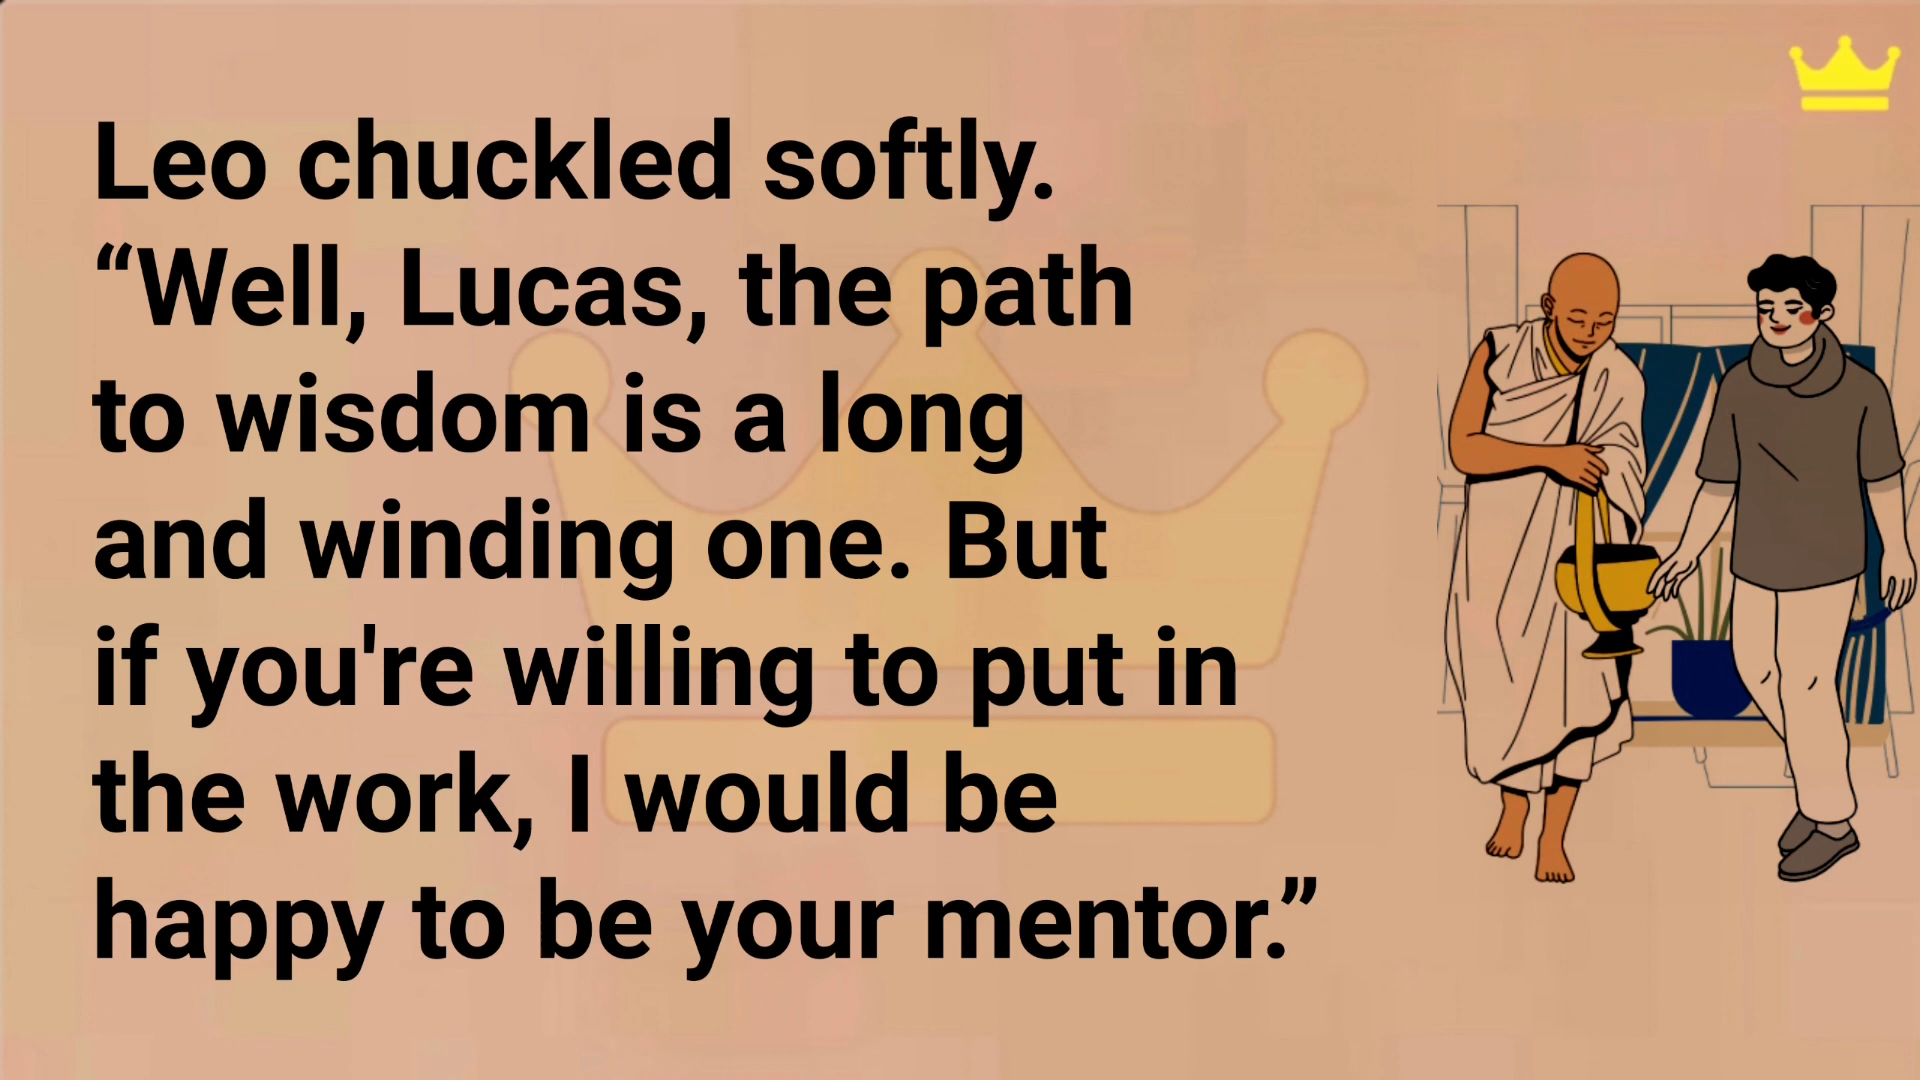 Leo chuckled softly.
“Well, Lucas, the path
to wisdom is a long
and winding one. But
if you're willing to put in
the work, I would be
happy to be your mentor.”